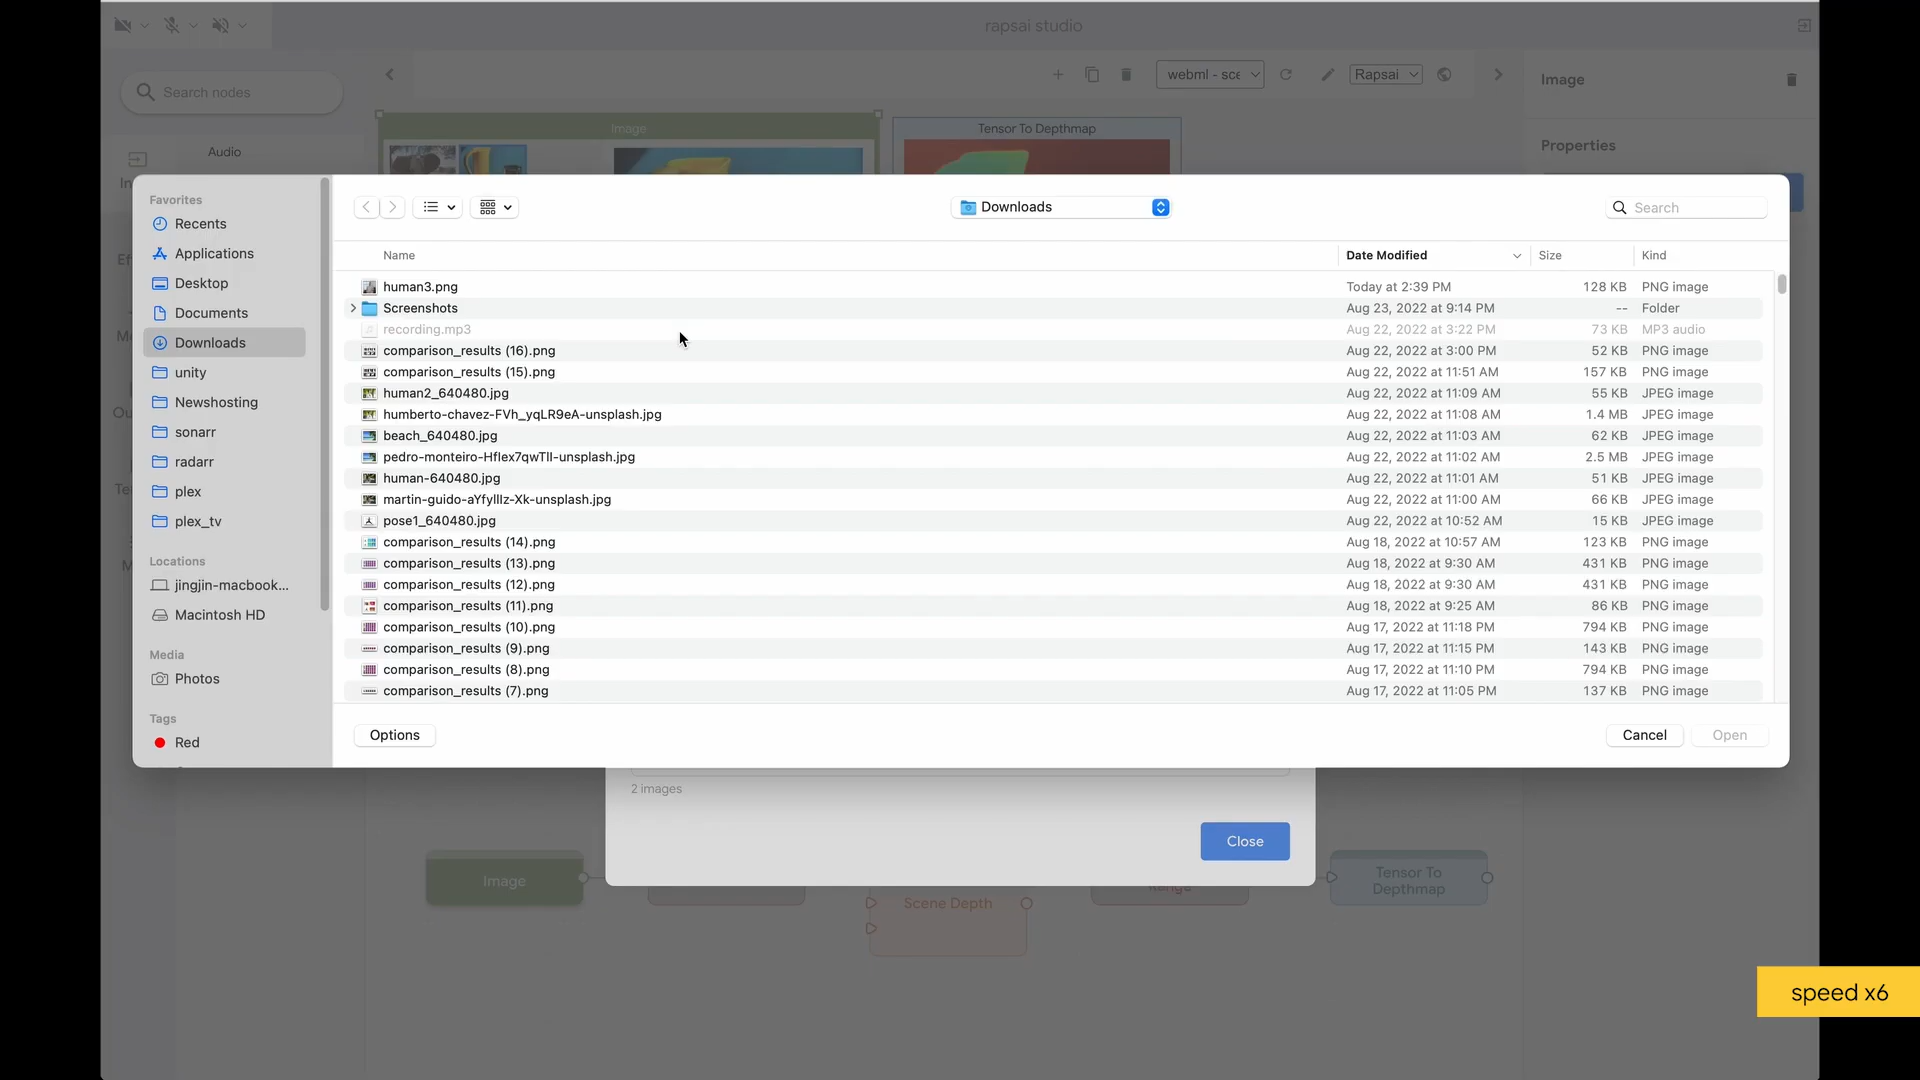 rapsai studio
Search nodes
webml - sce
Rapsai
Image
Image
Tensor To Depthmap
Audio
Properties
Favorites
Recents
Applications
Desktop
Documents
Downloads
unity
Newshosting
sonarr
radarr
plex
plex_tv
Locations
jingjin-macbook...
Macintosh HD
Media
Photos
Tags
Red
Downloads
Search
Name Date Modified Size Kind
human3.png Today at 2:39 PM 128 KB PNG image
Screenshots Aug 23, 2022 at 9:14 PM -- Folder
recording.mp3 Aug 22, 2022 at 3:22 PM 73 KB MP3 audio
comparison_results (16).png Aug 22, 2022 at 3:00 PM 52 KB PNG image
comparison_results (15).png Aug 22, 2022 at 11:51 AM 157 KB PNG image
human2_640480.jpg Aug 22, 2022 at 11:09 AM 55 KB JPEG image
humberto-chavez-FVh_yqLR9eA-unsplash.jpg Aug 22, 2022 at 11:08 AM 1.4 MB JPEG image
beach_640480.jpg Aug 22, 2022 at 11:03 AM 62 KB JPEG image
pedro-monteiro-Hflex7qwTII-unsplash.jpg Aug 22, 2022 at 11:02 AM 2.5 MB JPEG image
human-640480.jpg Aug 22, 2022 at 11:01 AM 51 KB JPEG image
martin-guido-aYfyIlIz-Xk-unsplash.jpg Aug 22, 2022 at 11:00 AM 66 KB JPEG image
pose1_640480.jpg Aug 22, 2022 at 10:52 AM 15 KB JPEG image
comparison_results (14).png Aug 18, 2022 at 10:57 AM 123 KB PNG image
comparison_results (13).png Aug 18, 2022 at 9:30 AM 431 KB PNG image
comparison_results (12).png Aug 18, 2022 at 9:30 AM 431 KB PNG image
comparison_results (11).png Aug 18, 2022 at 9:25 AM 86 KB PNG image
comparison_results (10).png Aug 17, 2022 at 11:18 PM 794 KB PNG image
comparison_results (9).png Aug 17, 2022 at 11:15 PM 143 KB PNG image
comparison_results (8).png Aug 17, 2022 at 11:10 PM 794 KB PNG image
comparison_results (7).png Aug 17, 2022 at 11:05 PM 137 KB PNG image
Options
Cancel
Open
2 images
Close
Image
Scene Depth
Range
Tensor To
Depthmap
speed x6